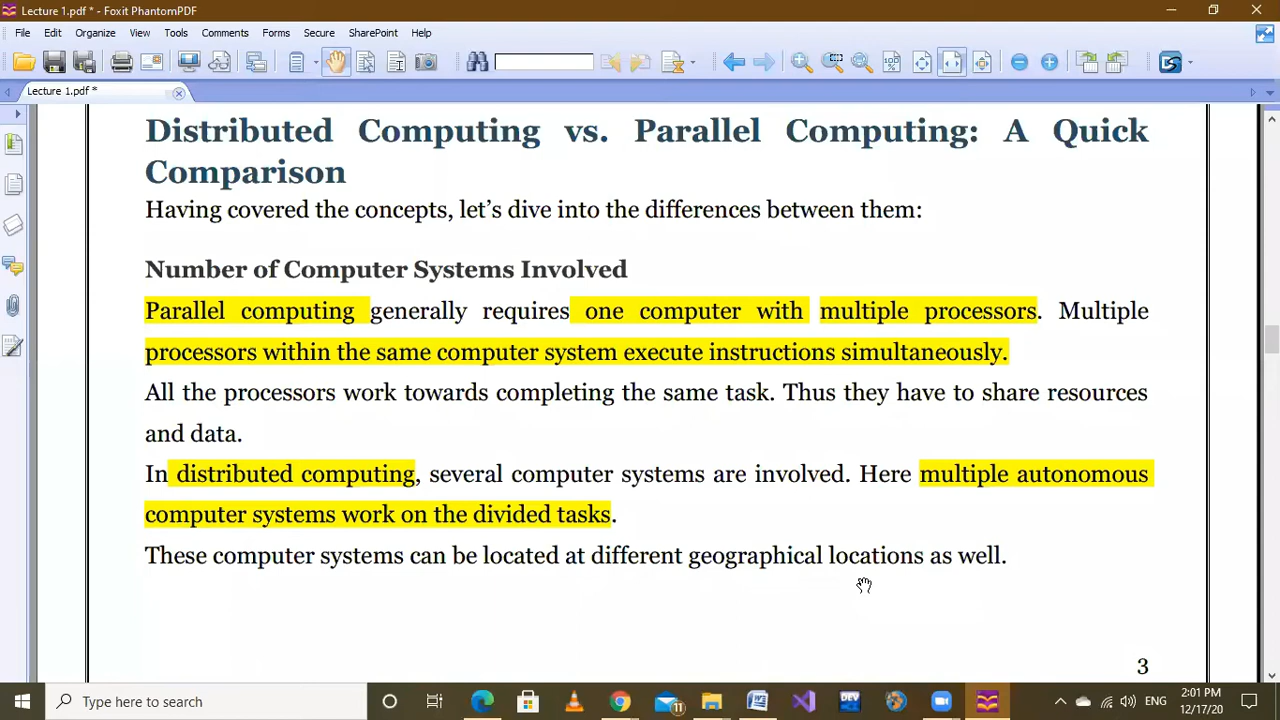 Lecture 1.pdf * - Foxit PhantomPDF
File Edit Organize View Tools Comments Forms Secure SharePoint Help
Lecture 1.pdf *
Distributed Computing vs. Parallel Computing: A Quick
Comparison
Having covered the concepts, let’s dive into the differences between them:
Number of Computer Systems Involved
Parallel computing generally requires one computer with multiple processors. Multiple
processors within the same computer system execute instructions simultaneously.
All the processors work towards completing the same task. Thus they have to share resources
and data.
In distributed computing, several computer systems are involved. Here multiple autonomous
computer systems work on the divided tasks.
These computer systems can be located at different geographical locations as well.
3
Type here to search
11
DEV
ENG
2:01 PM
12/17/20